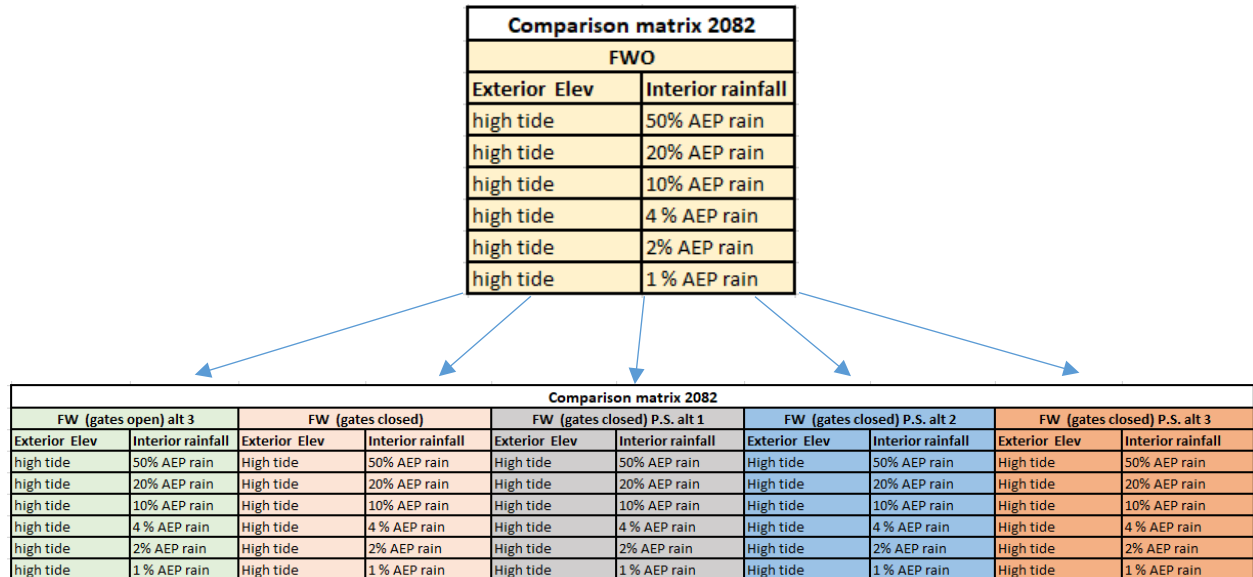 Comparison matrix 2082
FWO
Exterior Elev Interior rainfall
high tide 50% AEP rain
high tide 20% AEP rain
high tide 10% AEP rain
high tide 4 % AEP rain
high tide 2% AEP rain
high tide 1 % AEP rain
Comparison matrix 2082
FW (gates open) alt 3 FW (gates closed) FW (gates closed) P.S. alt 1 FW (gates closed) P.S. alt 2 FW (gates closed) P.S. alt 3
Exterior Elev Interior rainfall Exterior Elev Interior rainfall Exterior Elev Interior rainfall Exterior Elev Interior rainfall Exterior Elev Interior rainfall
high tide 50% AEP rain High tide 50% AEP rain High tide 50% AEP rain High tide 50% AEP rain High tide 50% AEP rain
high tide 20% AEP rain High tide 20% AEP rain High tide 20% AEP rain High tide 20% AEP rain High tide 20% AEP rain
high tide 10% AEP rain High tide 10% AEP rain High tide 10% AEP rain High tide 10% AEP rain High tide 10% AEP rain
high tide 4 % AEP rain High tide 4 % AEP rain High tide 4 % AEP rain High tide 4 % AEP rain High tide 4 % AEP rain
high tide 2% AEP rain High tide 2% AEP rain High tide 2% AEP rain High tide 2% AEP rain High tide 2% AEP rain
high tide 1 % AEP rain High tide 1 % AEP rain High tide 1 % AEP rain High tide 1 % AEP rain High tide 1 % AEP rain